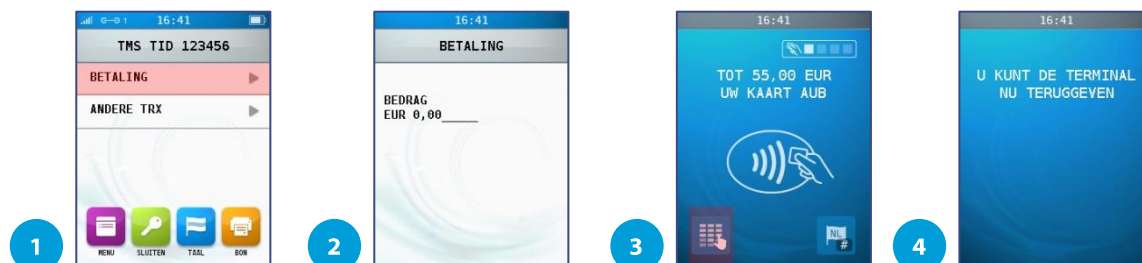 16:41
TMS TID 123456
BETALING
ANDERE TRX
MENU SLUITEN TAAL BON
1
16:41
BETALING
BEDRAG
EUR 0,00
2
16:41
TOT 55,00 EUR
UW KAART AUB
NL
#
3
16:41
U KUNT DE TERMINAL
NU TERUGGEVEN
4